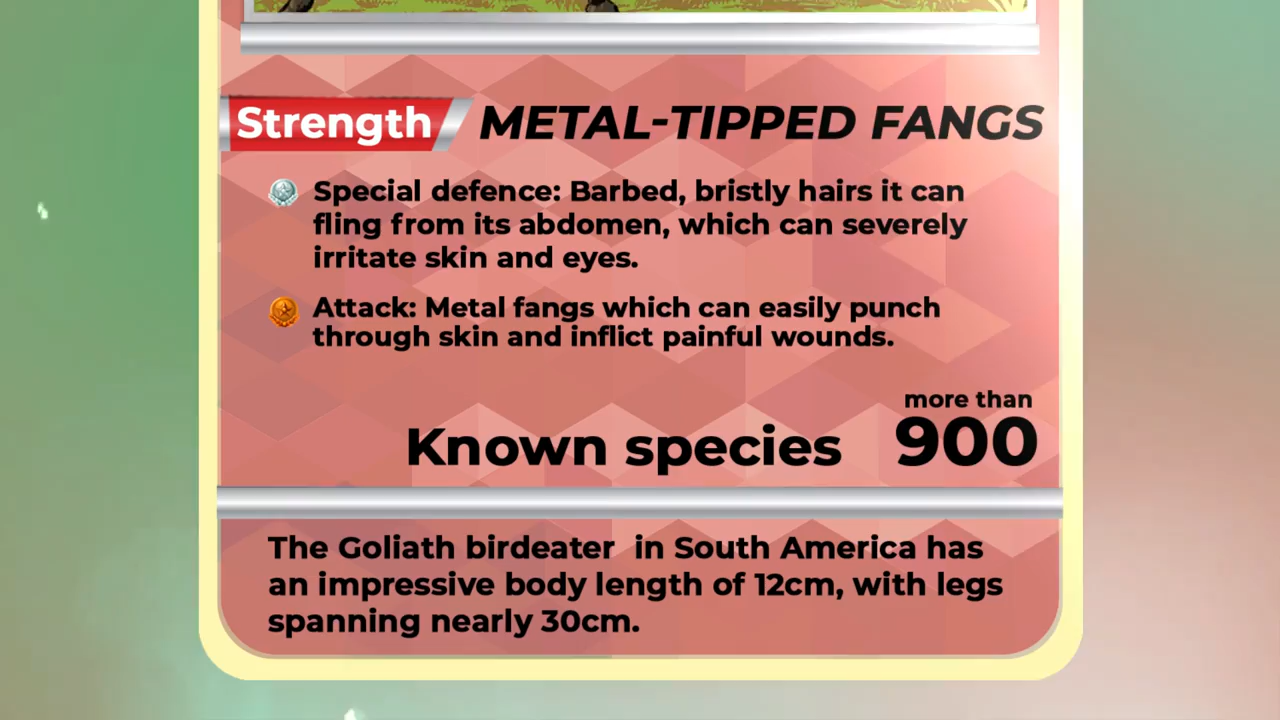 Strength METAL-TIPPED FANGS
Special defence: Barbed, bristly hairs it can
fling from its abdomen, which can severely
irritate skin and eyes.
Attack: Metal fangs which can easily punch
through skin and inflict painful wounds.
more than
Known species 900
The Goliath birdeater in South America has
an impressive body length of 12cm, with legs
spanning nearly 30cm.